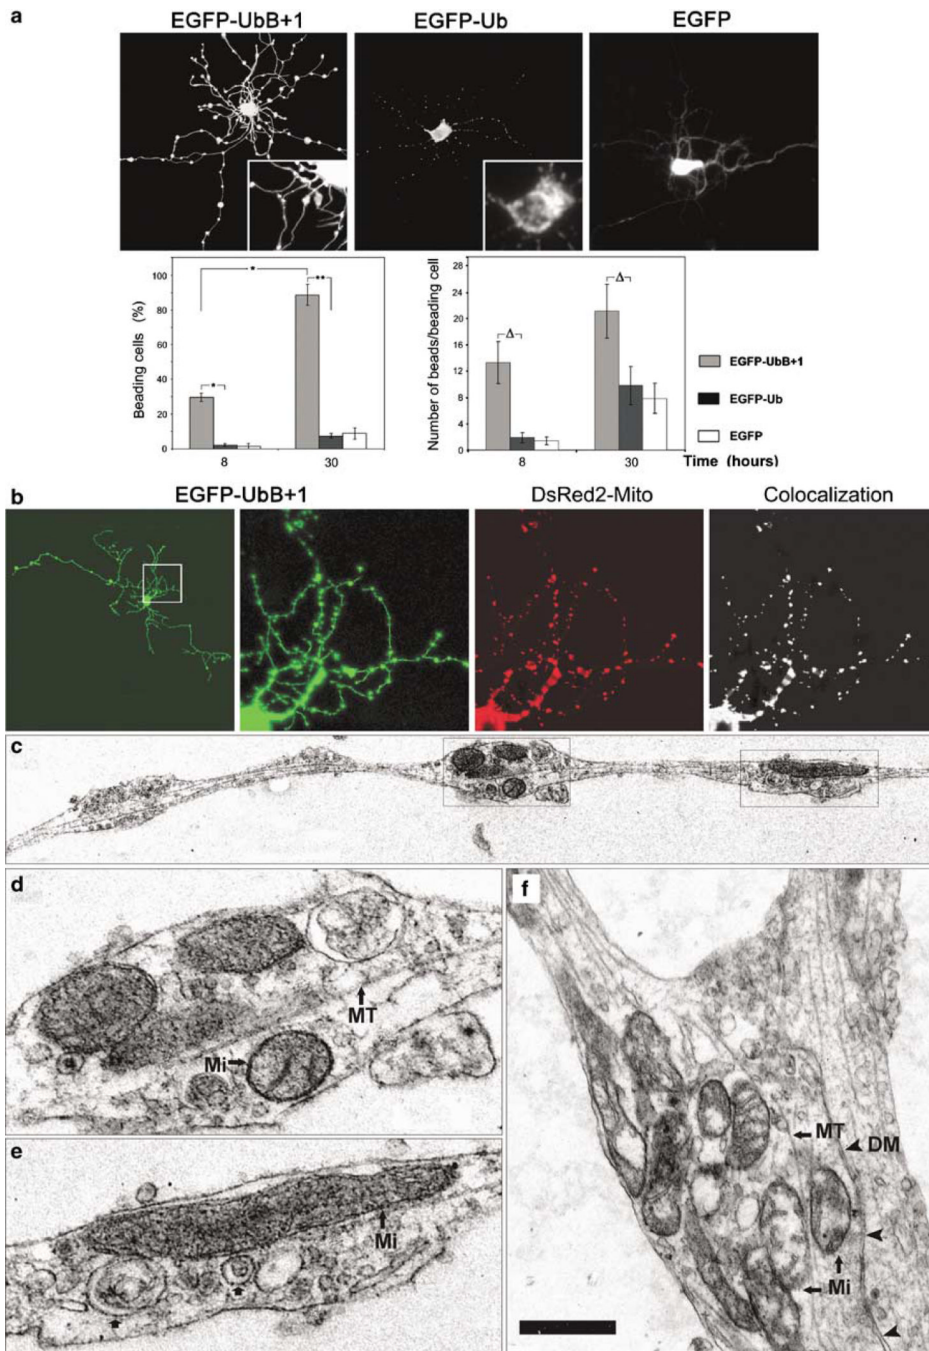 a
EGFP-UbB+1
EGFP-Ub
EGFP
Beading cells (%)
100
80
60
40
20
0
*
*
**
8
30
Number of beads/beading cell
28
24
20
16
12
8
4
0
Δ
Δ
8
30
EGFP-UbB+1
EGFP-Ub
EGFP
Time (hours)
b
EGFP-UbB+1
DsRed2-Mito
Colocalization
c
d
MT
Mi
e
Mi
f
MT
DM
Mi